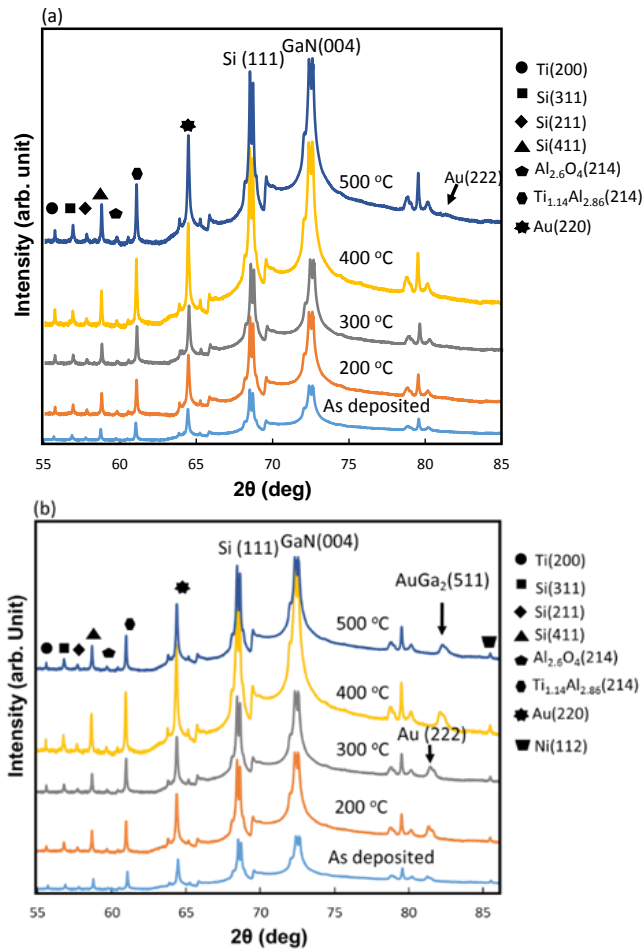 (a)
Si (111)
GaN(004)
Ti(200)
Si(311)
Si(211)
Si(411)
Al2.6O4(214)
Ti1.14Al2.86(214)
Au(220)
Au(222)
500 °C
400 °C
300 °C
200 °C
As deposited
Intensity (arb. unit)
55 60 65 70 75 80 85
2θ (deg)
(b)
Si (111)
GaN(004)
AuGa2(511)
Ti(200)
Si(311)
Si(211)
Si(411)
Al2.6O4(214)
Ti1.14Al2.86(214)
Au(220)
Ni(112)
500 °C
400 °C
Au (222)
300 °C
200 °C
As deposited
Intensity (arb. Unit)
55 60 65 70 75 80 85
2θ (deg)